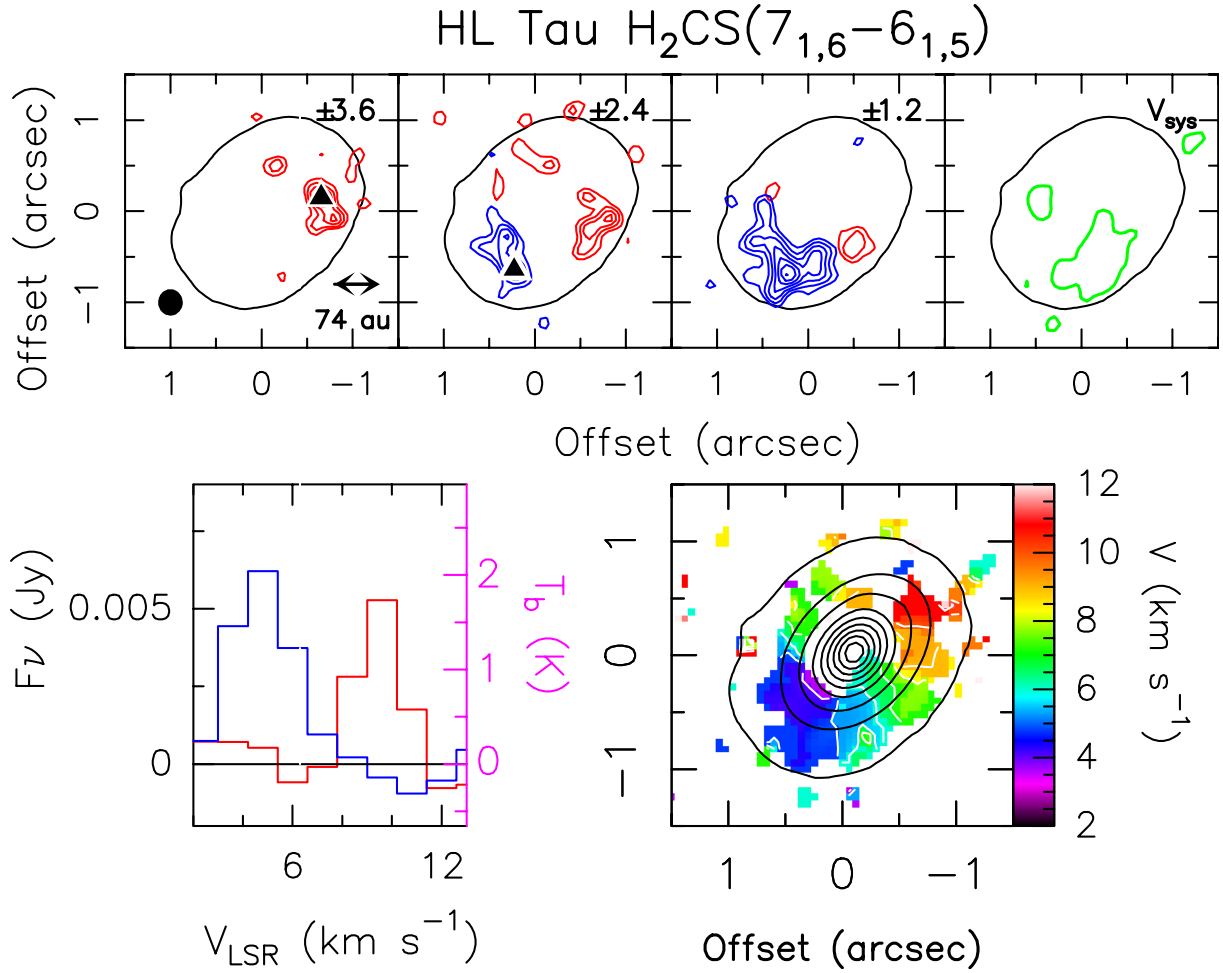 HL Tau H₂CS(7₁,₆−6₁,₅)
±3.6
±2.4
±1.2
V_sys
Offset (arcsec)
1
0
−1
74 au
1 0 −1 1 0 −1 1 0 −1 1 0 −1
Offset (arcsec)
Fν (Jy)
0.005
0
2
1
0
T_b (K)
6 12
V_LSR (km s⁻¹)
1
0
−1
1 0 −1
Offset (arcsec)
12
10
8
6
4
2
V (km s⁻¹)